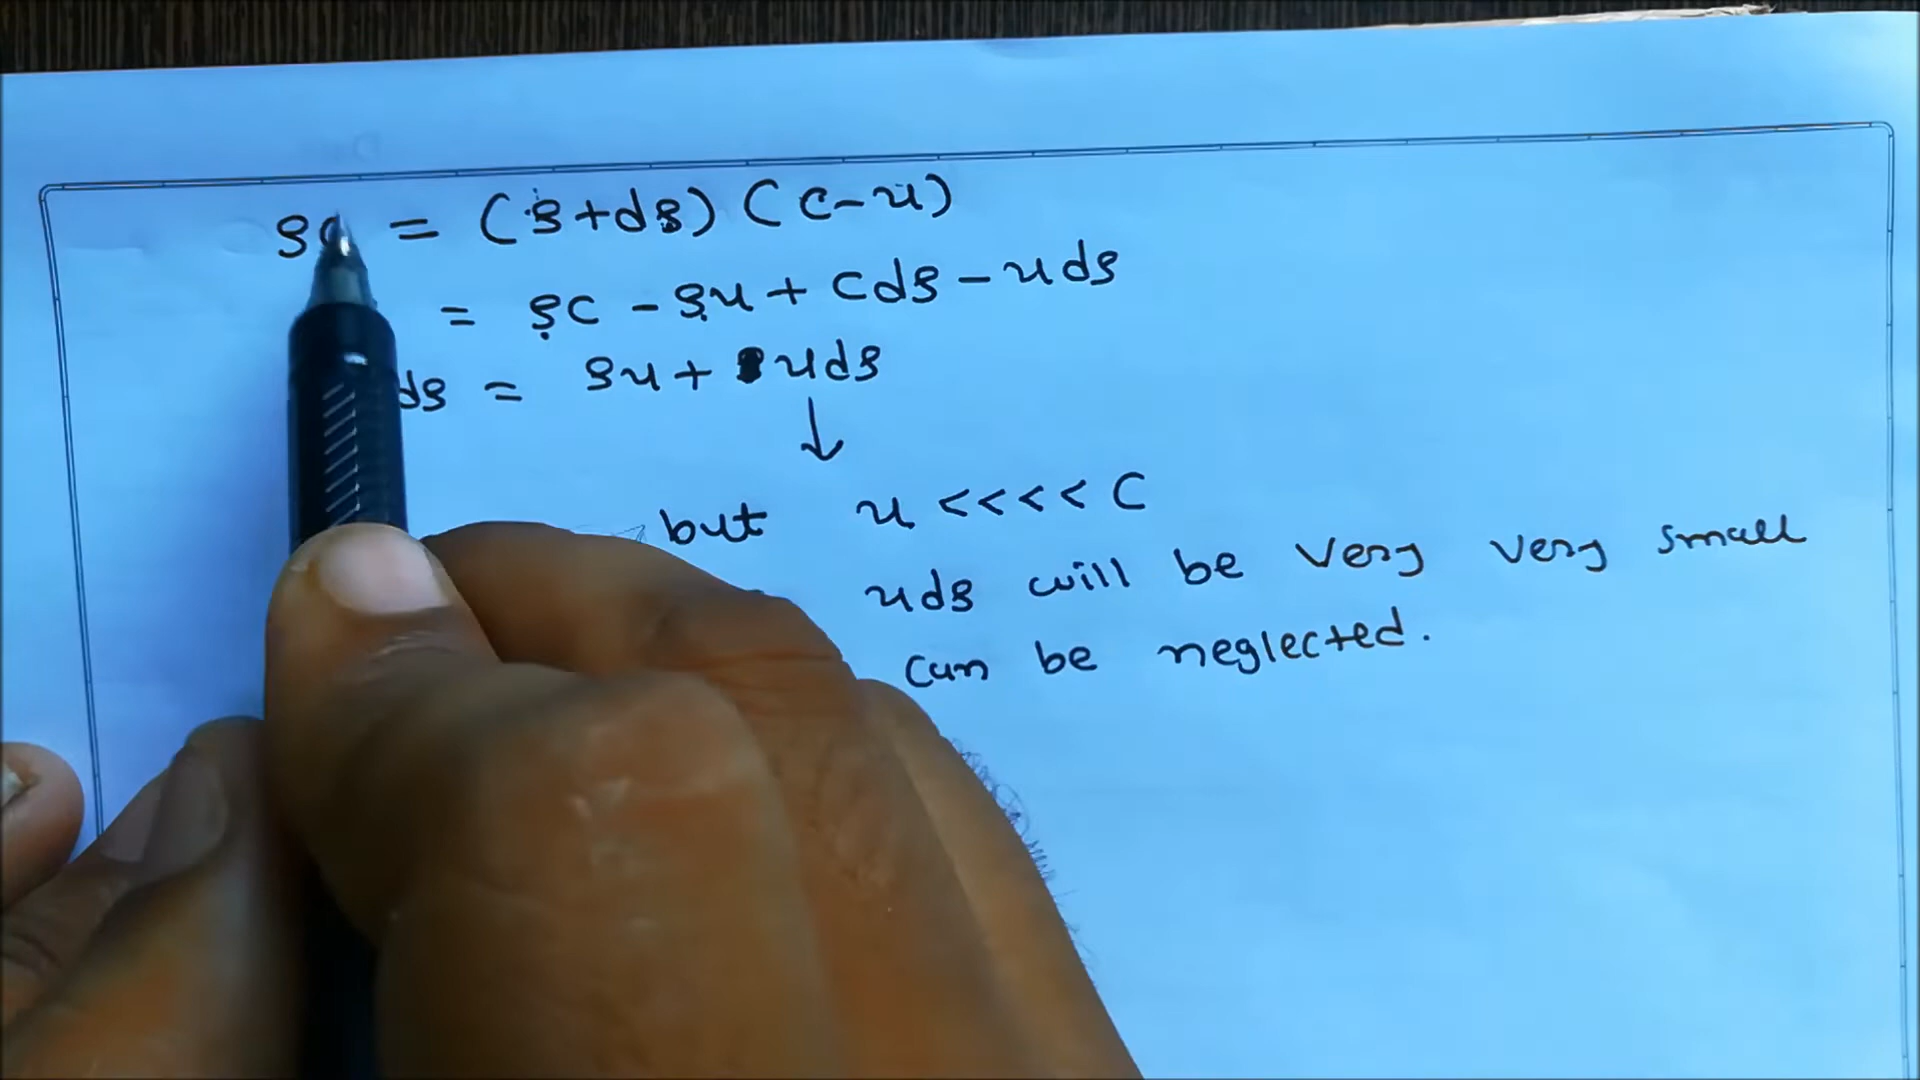 ρc = (ρ+dρ) (c-u)
= ρc - ρu + cdρ - udρ
dρ = ρu + udρ
↓
but u <<<< C
udρ will be very very small
can be neglected.